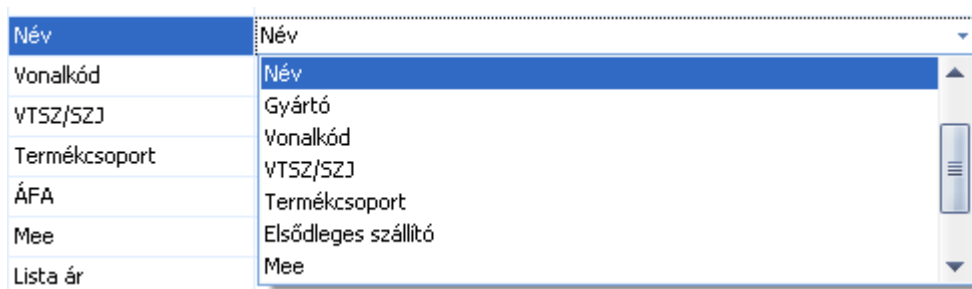 Név
Név
Vonalkód
VTSZ/SZJ
Termékcsoport
ÁFA
Mee
Lista ár
Név
Gyártó
Vonalkód
VTSZ/SZJ
Termékcsoport
Elsődleges szállító
Mee